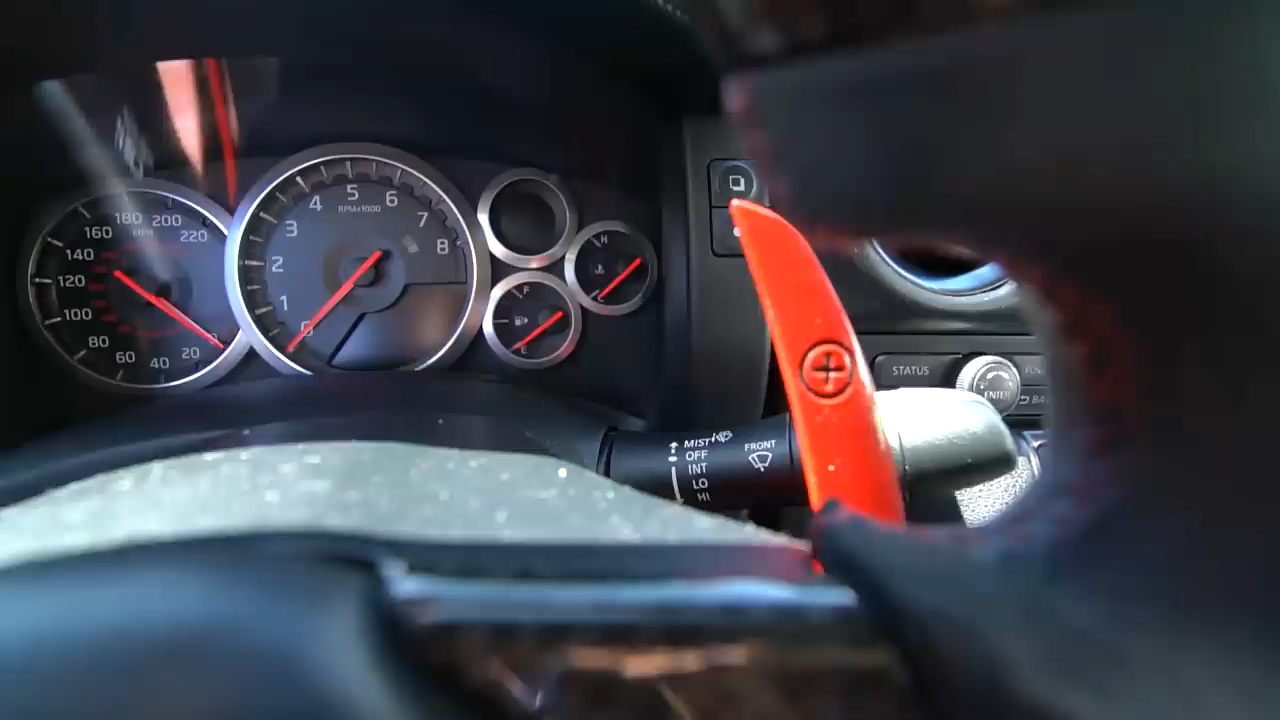 180 200
MPH
160 220
140
120
100
80
60 40 20
5
4 6
RPMx1000
3 7
2 8
1
0
H
C
F
E
MIST
OFF
INT
LO
HI
FRONT
STATUS
ENTER